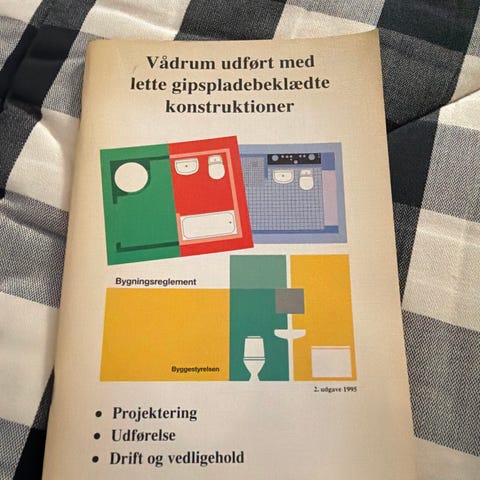 Vådrum udført med
lette gipspladebeklædte
konstruktioner
Bygningsreglement
Byggestyrelsen
2. udgave 1995
• Projektering
• Udførelse
• Drift og vedligehold